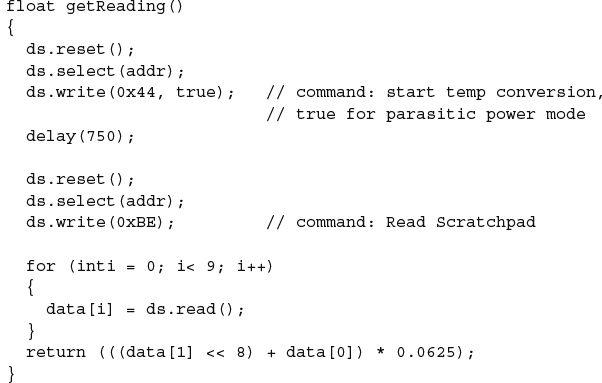 float getReading()
{
  ds.reset();
  ds.select(addr);
  ds.write(0x44, true);   // command: start temp conversion,
                          // true for parasitic power mode
  delay(750);

  ds.reset();
  ds.select(addr);
  ds.write(0xBE);         // command: Read Scratchpad

  for (inti = 0; i< 9; i++)
  {
    data[i] = ds.read();
  }
  return (((data[1] << 8) + data[0]) * 0.0625);
}